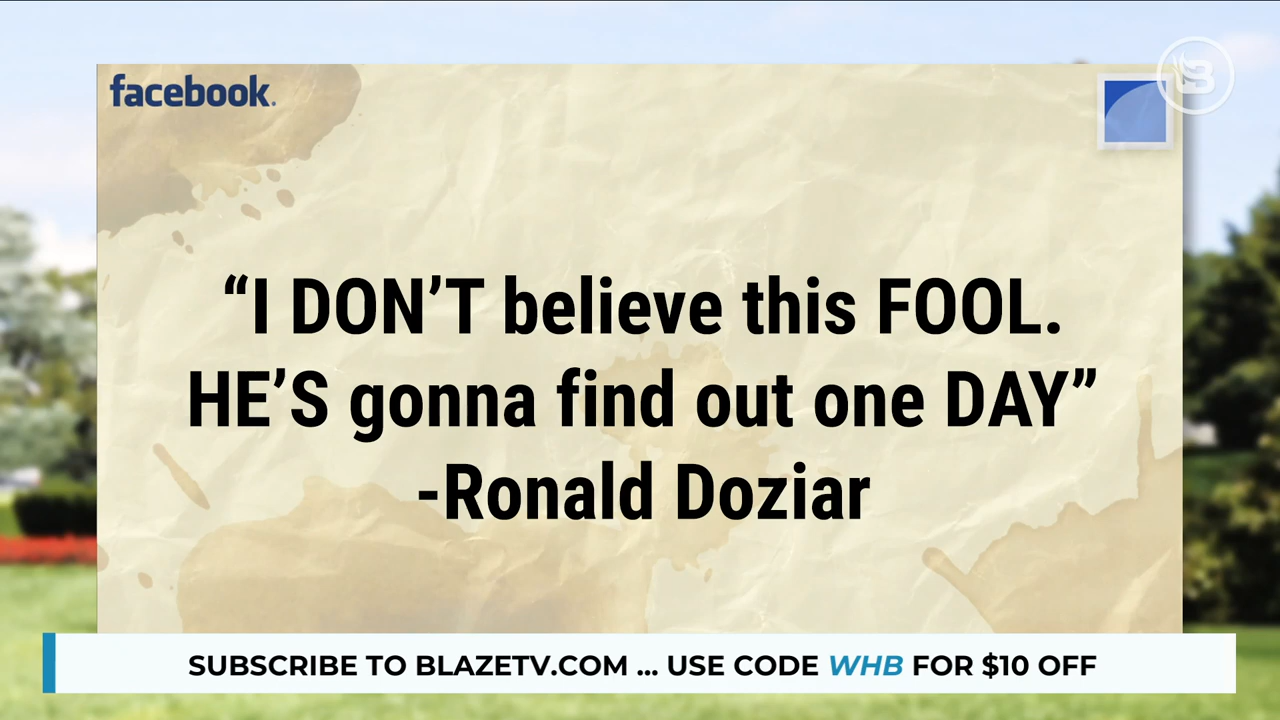 facebook.
B
“I DON’T believe this FOOL.
HE’S gonna find out one DAY”
-Ronald Doziar
SUBSCRIBE TO BLAZETV.COM ... USE CODE WHB FOR $10 OFF